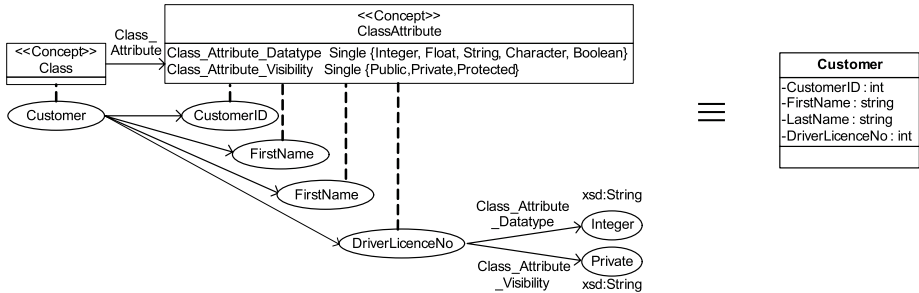 <<Concept>>
ClassAttribute
Class_
Attribute
Class_Attribute_Datatype Single {Integer, Float, String, Character, Boolean}
Class_Attribute_Visibility Single {Public,Private,Protected}
<<Concept>>
Class
Customer
CustomerID
FirstName
FirstName
DriverLicenceNo
Class_Attribute
_Datatype
xsd:String
Integer
Class_Attribute
_Visibility
Private
xsd:String
≡
Customer
-CustomerID : int
-FirstName : string
-LastName : string
-DriverLicenceNo : int